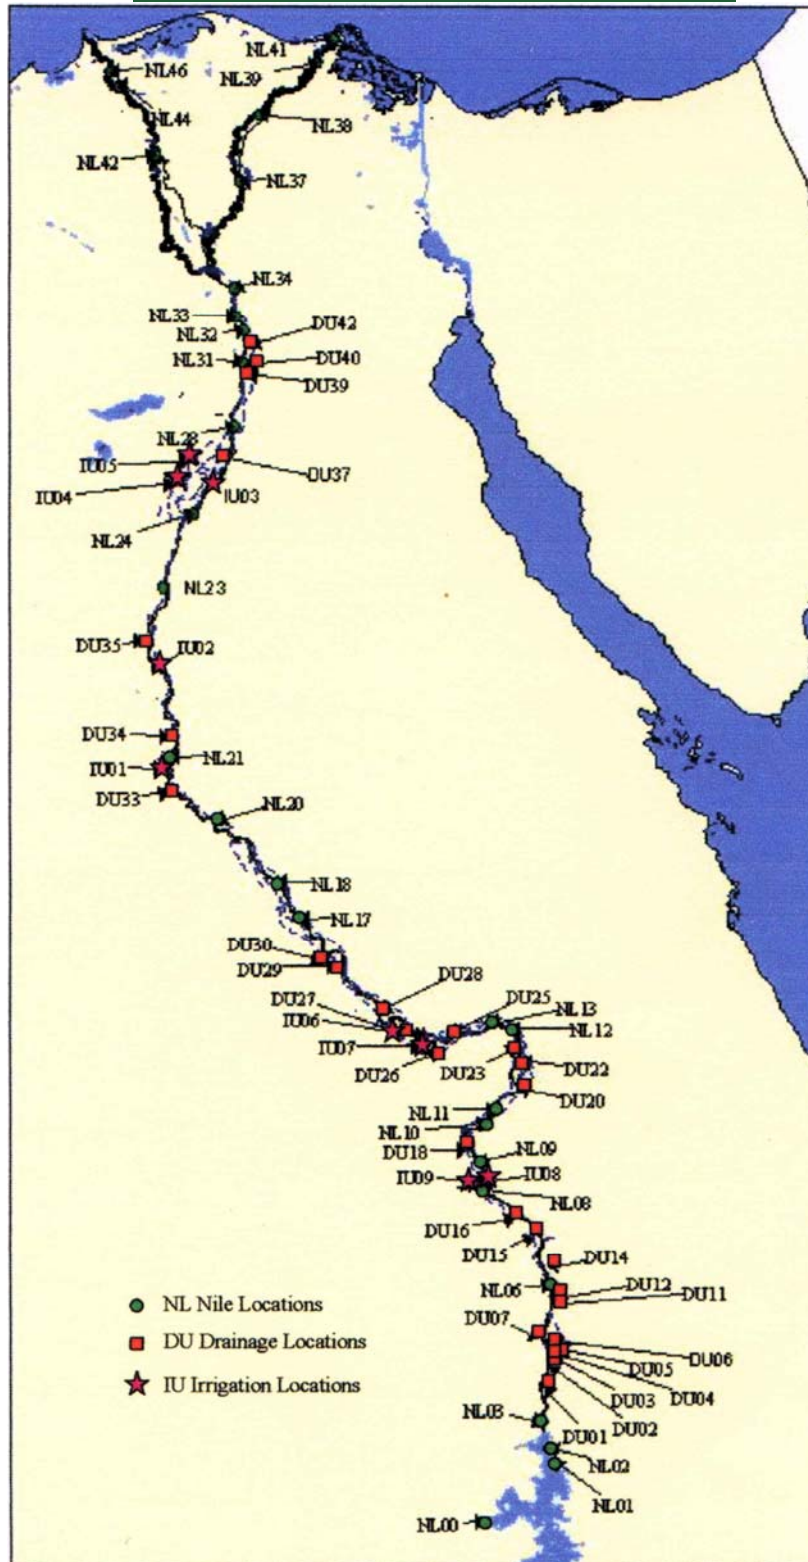 NL41
NL46
NL39
NL44
NL38
NL42
NL37
NL34
NL33
NL32
DU42
NL31
DU40
DU39
NL28
IU05
DU37
IU04
IU03
NL24
NL23
DU35
IU02
DU34
NL21
IU01
DU33
NL20
NL18
NL17
DU30
DU29
DU28
DU27
DU25
NL13
IU06
NL12
IU07
DU26
DU23
DU22
DU20
NL11
NL10
DU18
NL09
IU09
IU08
NL08
DU16
DU15
DU14
NL06
DU12
DU11
DU07
DU06
DU05
DU04
DU03
DU02
DU01
NL03
NL02
NL01
NL00
NL Nile Locations
DU Drainage Locations
IU Irrigation Locations